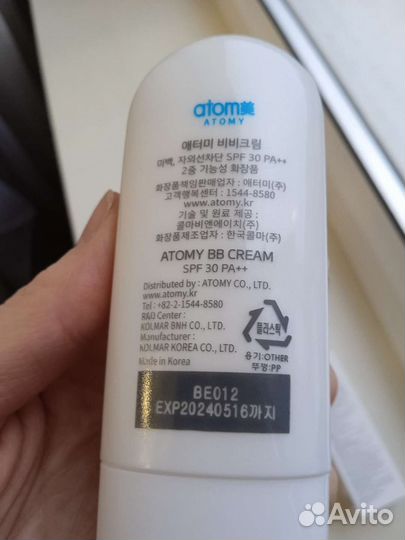 atom美
ATOMY
애터미 비비크림
미백, 자외선차단 SPF 30 PA++
2중 기능성 화장품
화장품책임판매업자 : 애터미(주)
고객행복센터 : 1544-8580
www.atomy.kr
기술 및 원료 제공 :
콜마비앤에이치(주)
화장품제조업자 : 한국콜마(주)
ATOMY BB CREAM
SPF 30 PA++
Distributed by : ATOMY CO., LTD.
www.atomy.kr
Tel : +82-2-1544-8580
R&D Center :
KOLMAR BNH CO., LTD.
Manufacturer :
KOLMAR KOREA CO., LTD.
Made in Korea
플라스틱
용기:OTHER
뚜껑:PP
BE012
EXP20240516까지
Avito